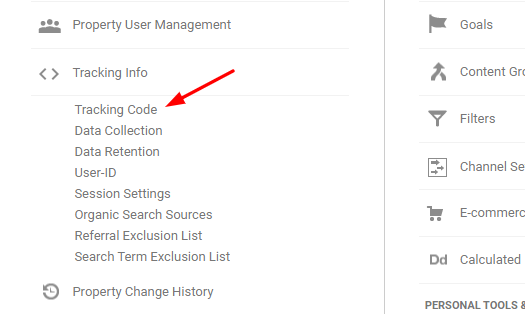 Property User Management
Tracking Info
Tracking Code
Data Collection
Data Retention
User-ID
Session Settings
Organic Search Sources
Referral Exclusion List
Search Term Exclusion List
Property Change History
Goals
Content Gro
Filters
Channel Se
E-commerc
Dd Calculated
PERSONAL TOOLS &